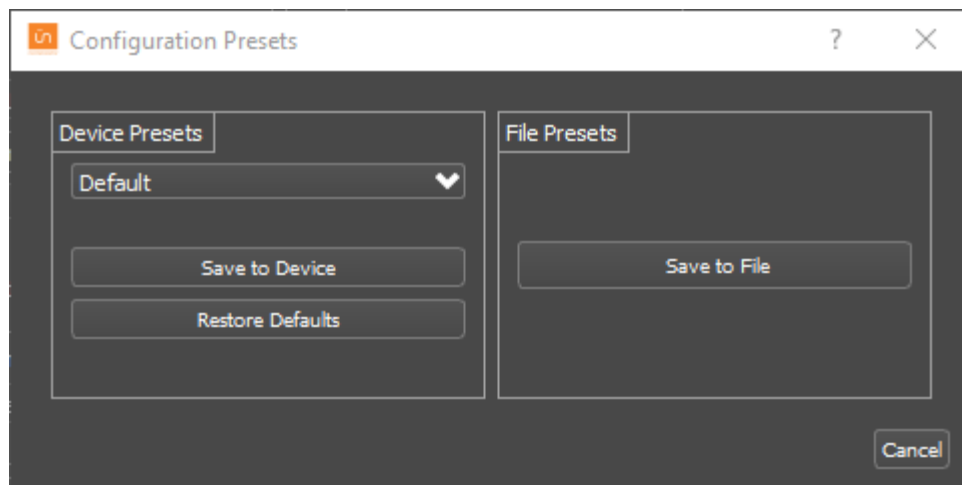 Configuration Presets
?
Device Presets
Default
Save to Device
Restore Defaults
File Presets
Save to File
Cancel